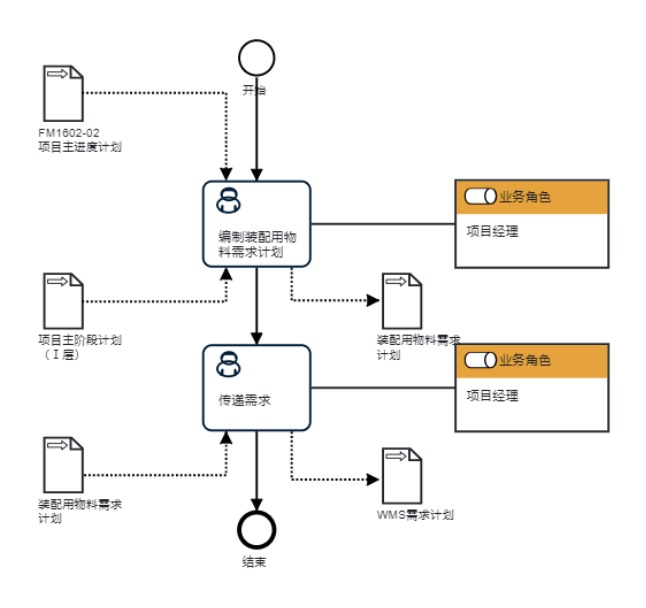 开始
FM1602-02
项目主进度计划
编制装配用物
料需求计划
业务角色
项目经理
项目主阶段计划
（Ｉ层）
装配用物料需求
计划
传递需求
业务角色
项目经理
装配用物料需求
计划
WMS需求计划
结束